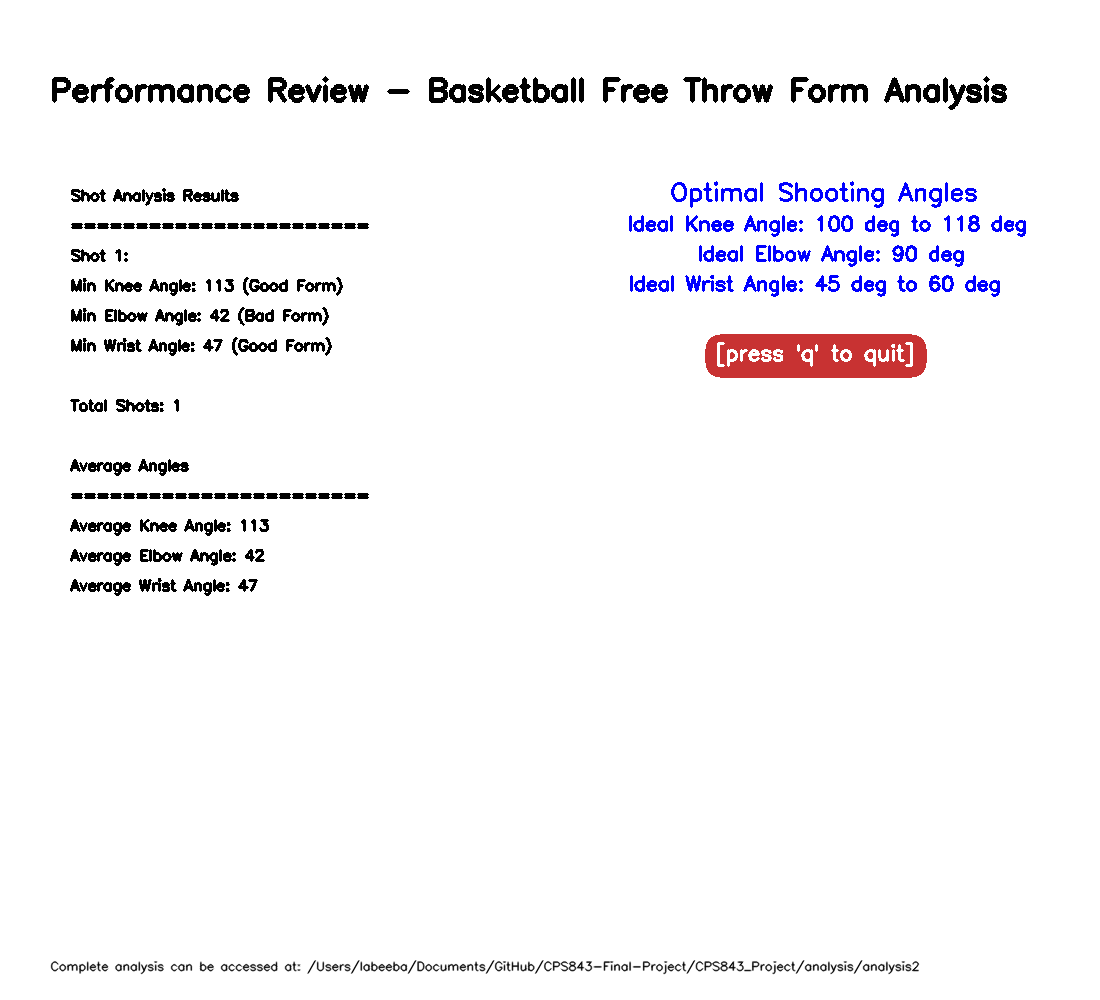 Performance Review - Basketball Free Throw Form Analysis
Shot Analysis Results
=======================
Shot 1:
Min Knee Angle: 113 (Good Form)
Min Elbow Angle: 42 (Bad Form)
Min Wrist Angle: 47 (Good Form)
Total Shots: 1
Average Angles
=======================
Average Knee Angle: 113
Average Elbow Angle: 42
Average Wrist Angle: 47
Optimal Shooting Angles
Ideal Knee Angle: 100 deg to 118 deg
Ideal Elbow Angle: 90 deg
Ideal Wrist Angle: 45 deg to 60 deg
[press 'q' to quit]
Complete analysis can be accessed at: /Users/labeeba/Documents/GitHub/CPS843-Final-Project/CPS843_Project/analysis/analysis2